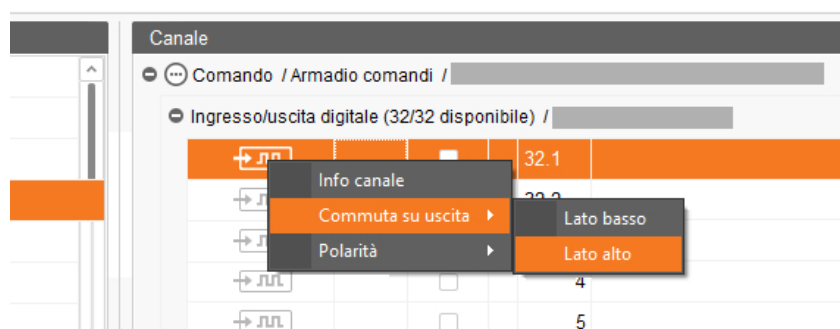 Canale
Comando / Armadio comandi /
Ingresso/uscita digitale (32/32 disponibile) /
32.1
Info canale
Commuta su uscita
Lato basso
Polarità
Lato alto
4
5